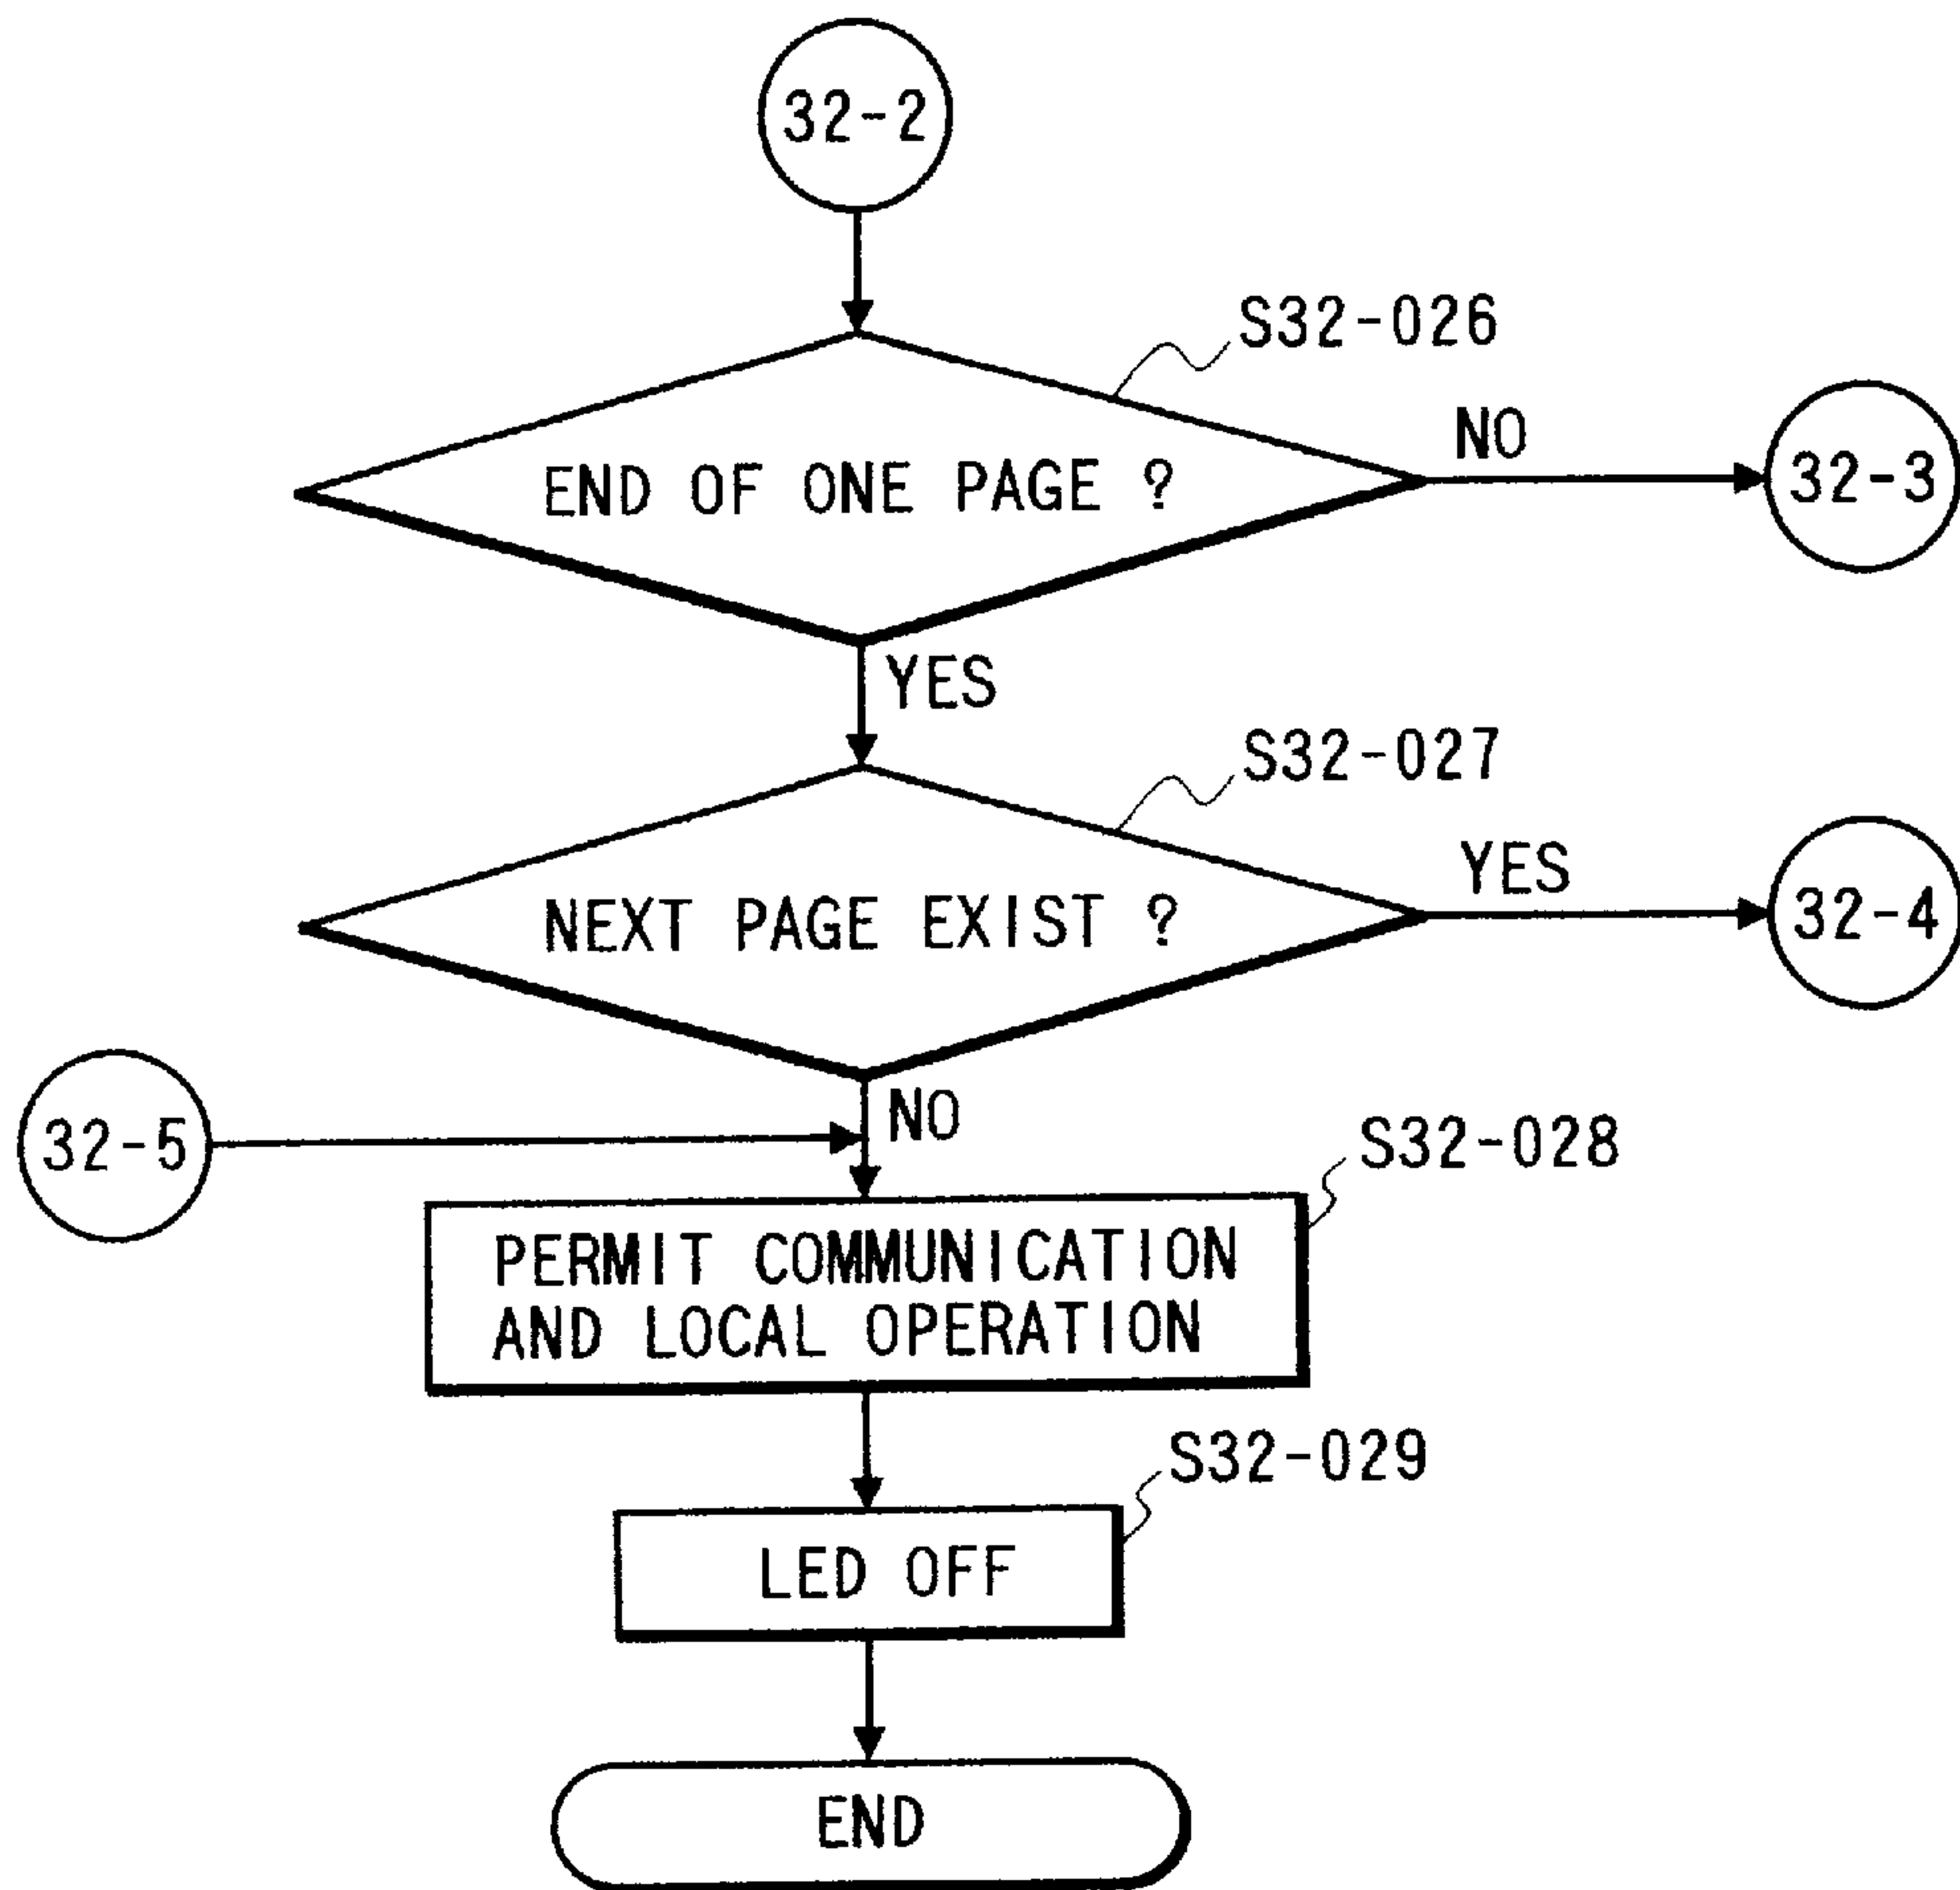 32-2
S32-026
END OF ONE PAGE ?
NO
32-3
YES
S32-027
NEXT PAGE EXIST ?
YES
32-4
NO
32-5
S32-028
PERMIT COMMUNICATION
AND LOCAL OPERATION
S32-029
LED OFF
END